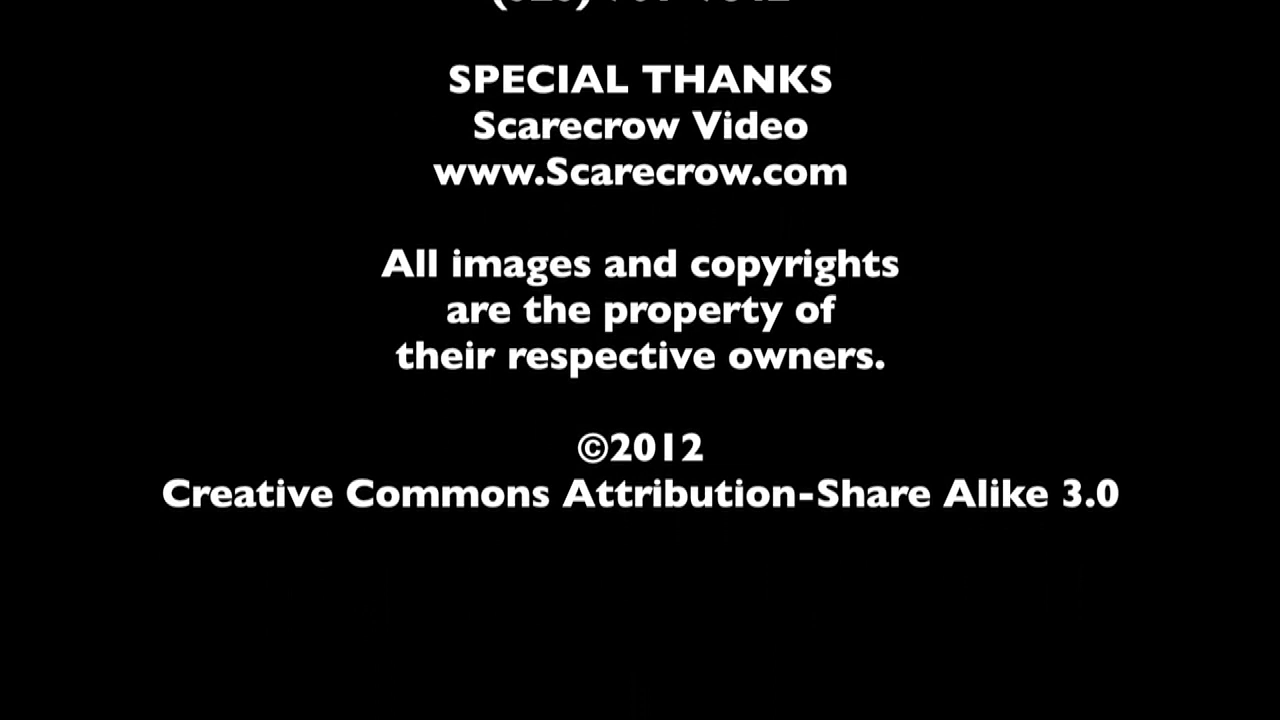 SPECIAL THANKS
Scarecrow Video
www.Scarecrow.com
All images and copyrights
are the property of
their respective owners.
©2012
Creative Commons Attribution-Share Alike 3.0